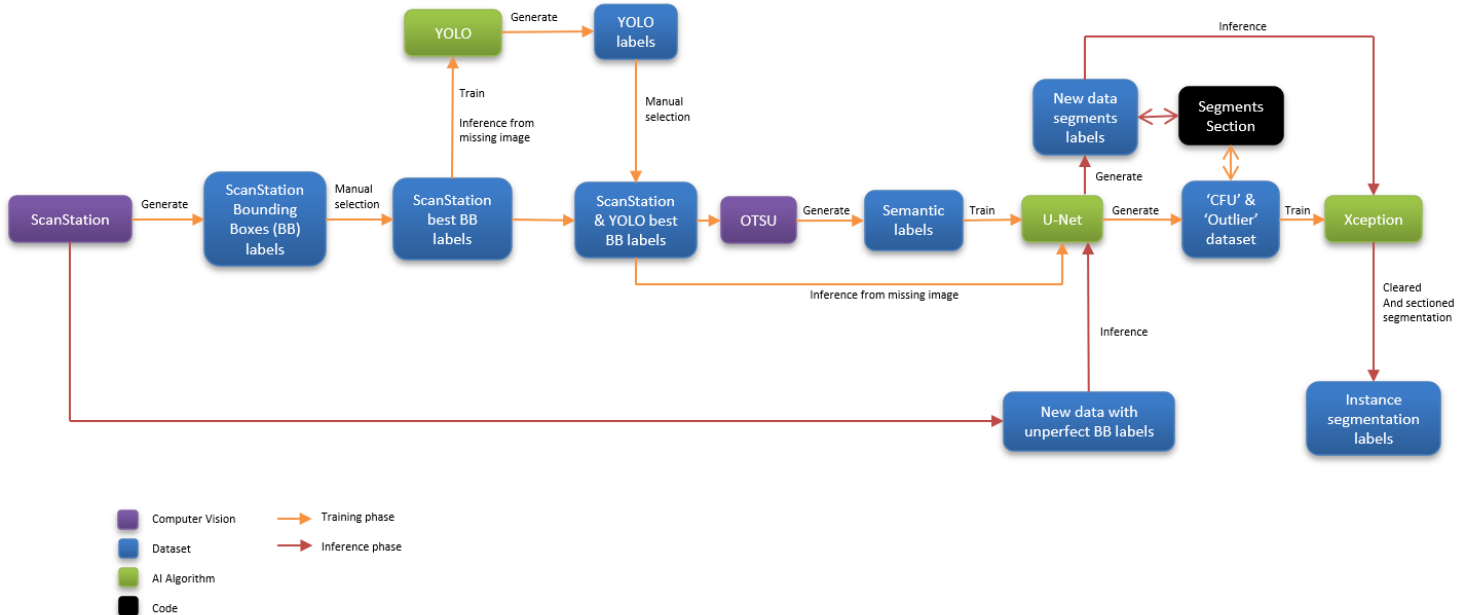 Generate
YOLO
YOLO
labels
Inference
Train
Inference from
missing image
Manual
selection
New data
segments
labels
Segments
Section
Generate
ScanStation
Generate
ScanStation
Bounding
Boxes (BB)
labels
Manual
selection
ScanStation
best BB
labels
ScanStation
& YOLO best
BB labels
OTSU
Generate
Semantic
labels
Train
U-Net
Generate
‘CFU’ &
‘Outlier’
dataset
Train
Xception
Inference from missing image
Cleared
And sectioned
segmentation
Inference
New data with
unperfect BB labels
Instance
segmentation
labels
Computer Vision
Training phase
Dataset
Inference phase
AI Algorithm
Code